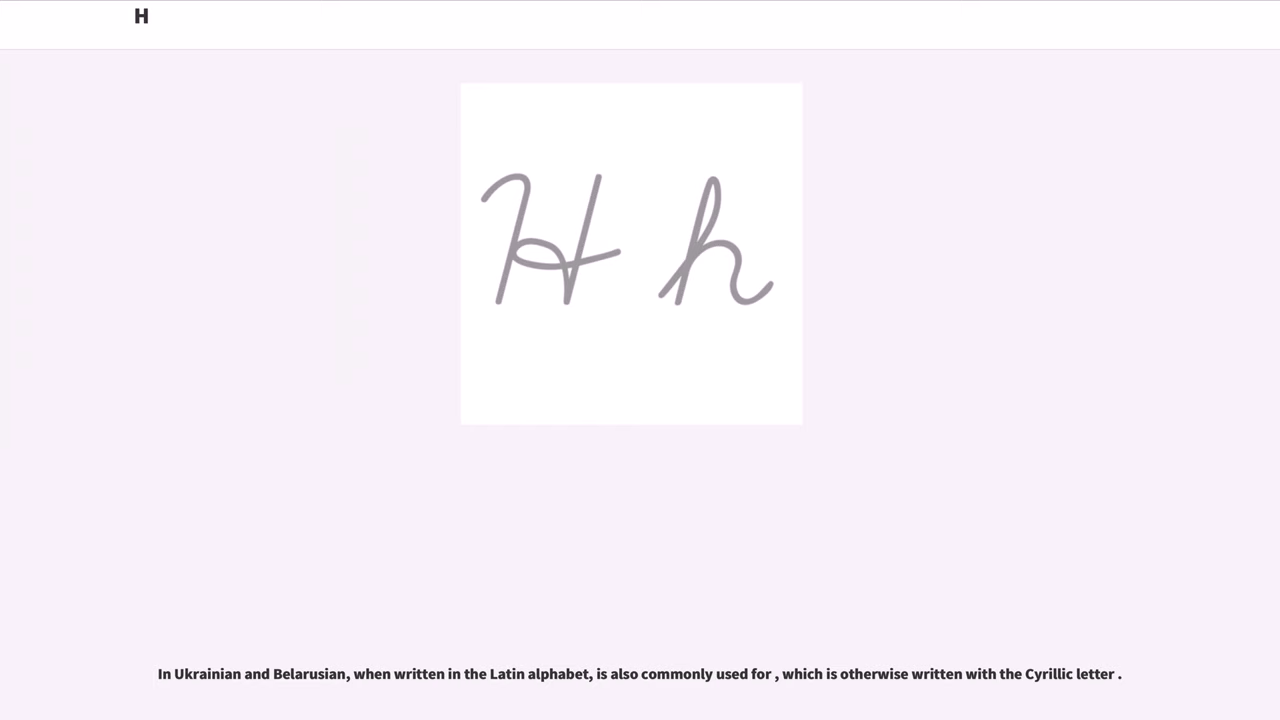 H
H h
In Ukrainian and Belarusian, when written in the Latin alphabet, is also commonly used for , which is otherwise written with the Cyrillic letter .